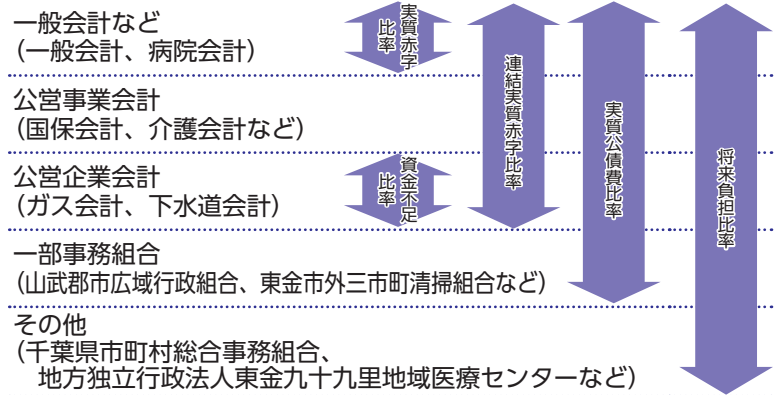 一般会計など
（一般会計、病院会計）
公営事業会計
（国保会計、介護会計など）
公営企業会計
（ガス会計、下水道会計）
一部事務組合
（山武郡市広域行政組合、東金市外三市町清掃組合など）
その他
（千葉県市町村総合事務組合、
地方独立行政法人東金九十九里地域医療センターなど）
実質赤字
比率
資金不足
比率
連結実質赤字比率
実質公債費比率
将来負担比率